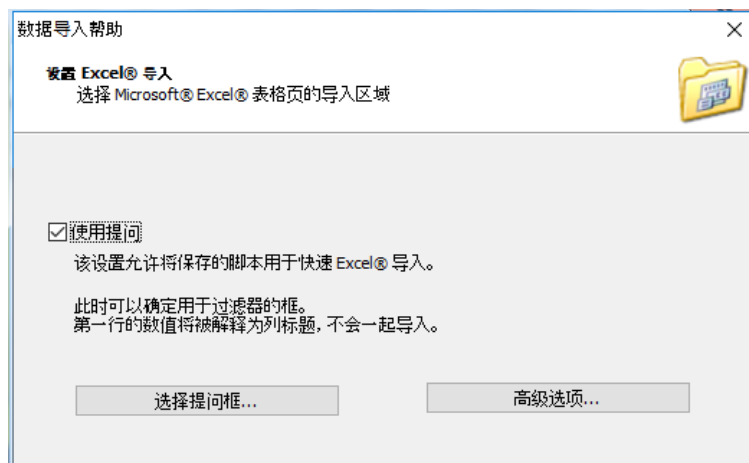 数据导入帮助
设置 Excel® 导入
选择 Microsoft® Excel® 表格页的导入区域
使用提问
该设置允许将保存的脚本用于快速 Excel® 导入。
此时可以确定用于过滤器的框。
第一行的数值将被解释为列标题，不会一起导入。
选择提问框...
高级选项...